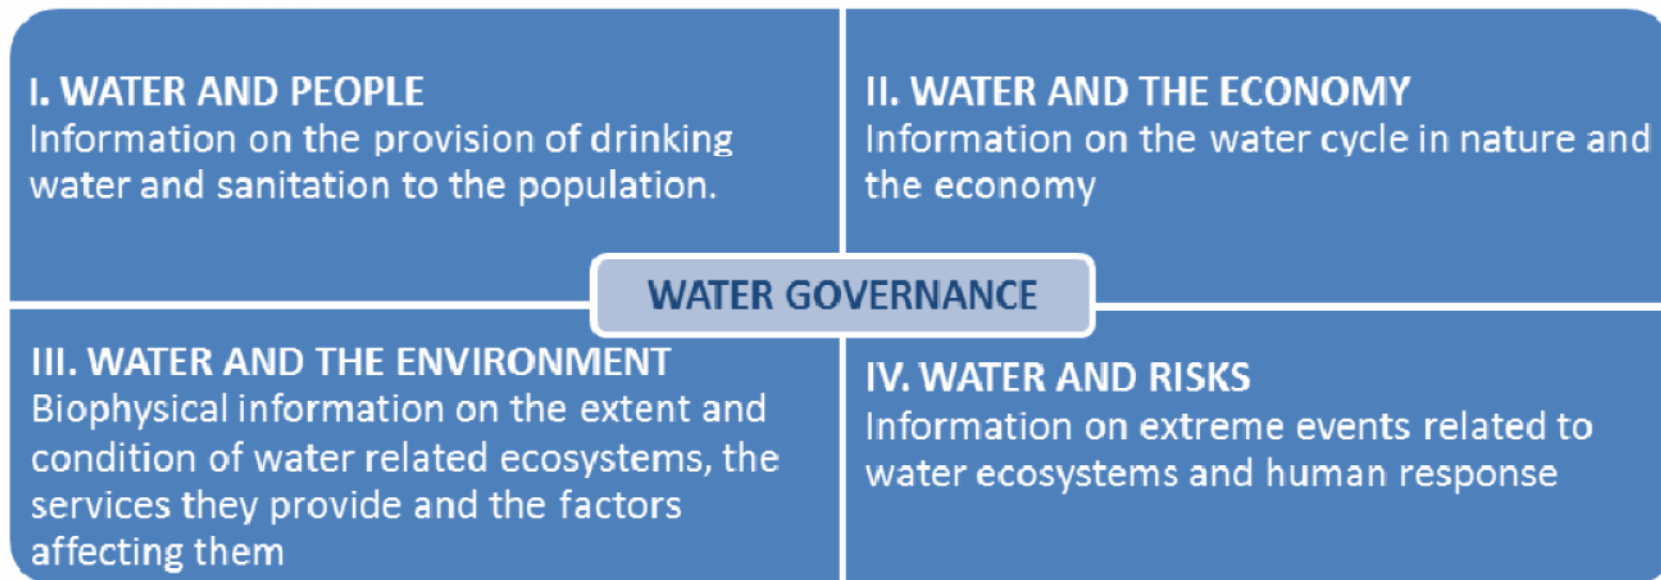 I. WATER AND PEOPLE
Information on the provision of drinking
water and sanitation to the population.
II. WATER AND THE ECONOMY
Information on the water cycle in nature and
the economy
WATER GOVERNANCE
III. WATER AND THE ENVIRONMENT
Biophysical information on the extent and
condition of water related ecosystems, the
services they provide and the factors
affecting them
IV. WATER AND RISKS
Information on extreme events related to
water ecosystems and human response